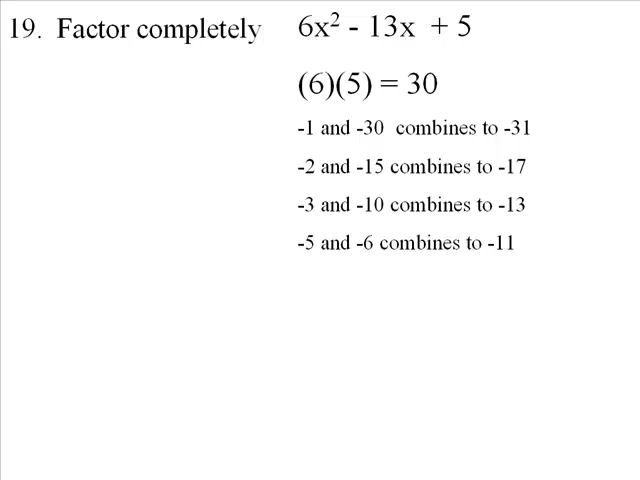 19. Factor completely 6x² - 13x + 5
(6)(5) = 30
-1 and -30 combines to -31
-2 and -15 combines to -17
-3 and -10 combines to -13
-5 and -6 combines to -11